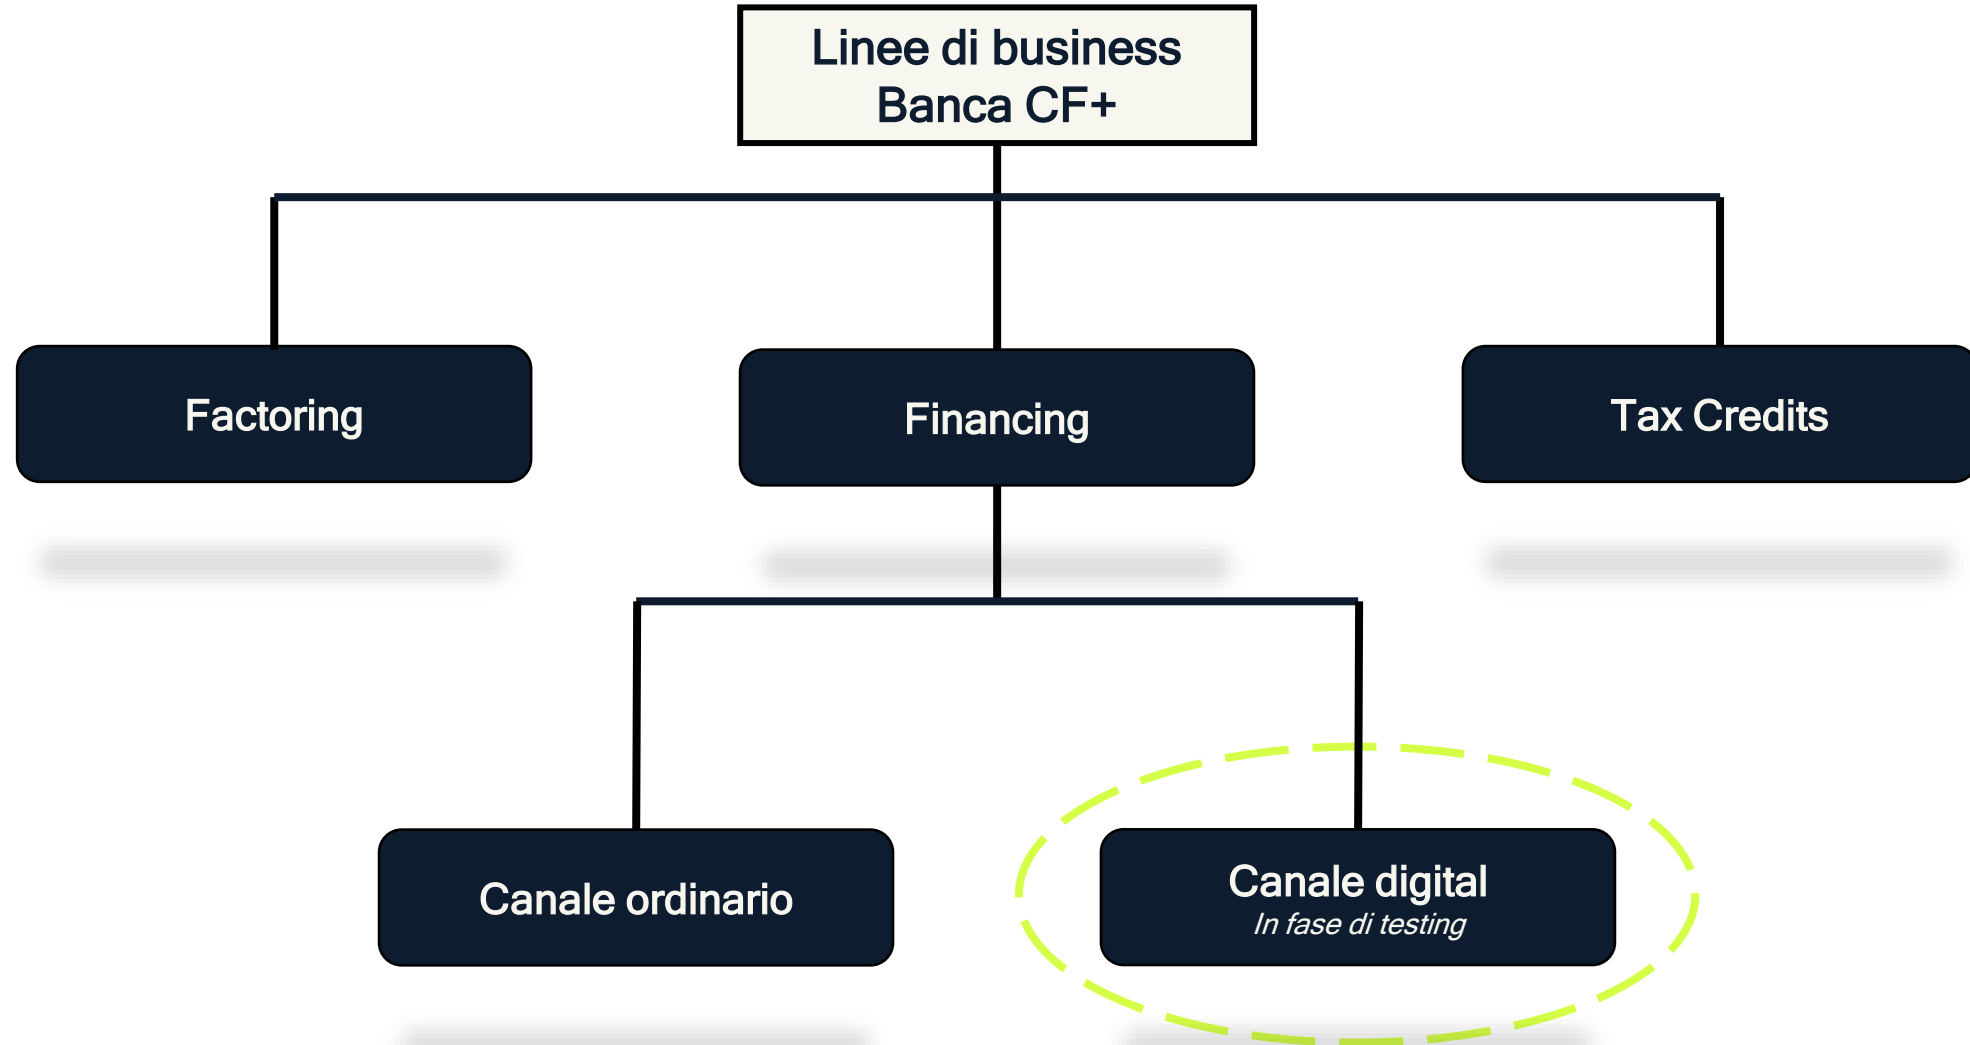 Linee di business
Banca CF+
Factoring
Financing
Tax Credits
Canale ordinario
Canale digital
In fase di testing